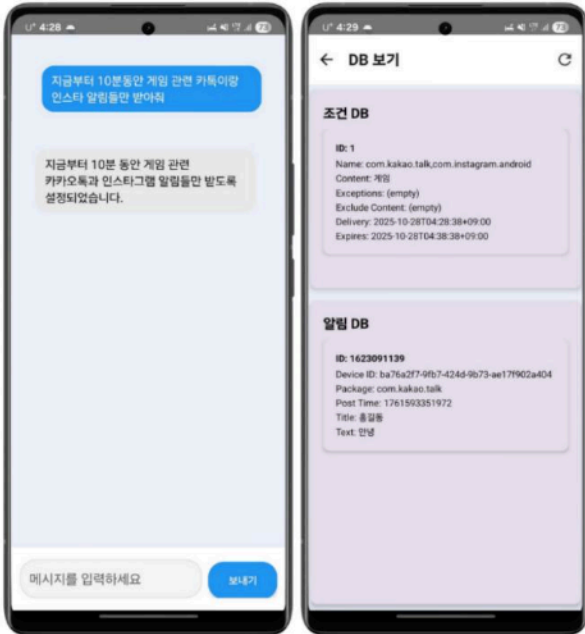 4:28
73
지금부터 10분동안 게임 관련 카톡이랑
인스타 알림들만 받아줘
지금부터 10분 동안 게임 관련
카카오톡과 인스타그램 알림들만 받도록
설정되었습니다.
메시지를 입력하세요
보내기
4:29
73
DB 보기
조건 DB
ID: 1
Name: com.kakao.talk,com.instagram.android
Content: 게임
Exceptions: (empty)
Exclude Content: (empty)
Delivery: 2025-10-28T04:28:38+09:00
Expires: 2025-10-28T04:38:38+09:00
알림 DB
ID: 1623091139
Device ID: ba76a2f7-9fb7-424d-9b73-ae17f902a404
Package: com.kakao.talk
Post Time: 1761593351972
Title: 홍길동
Text: 안녕